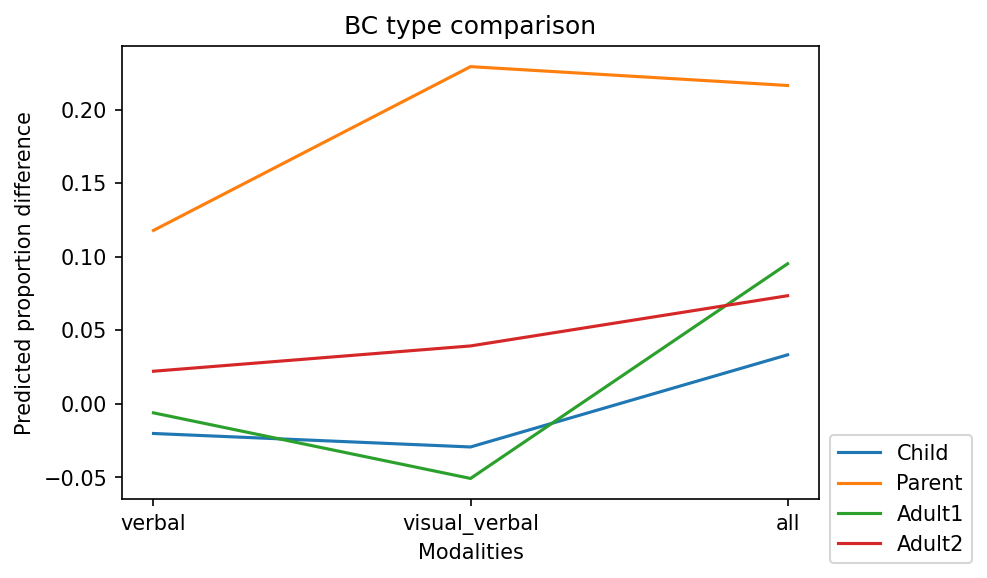 BC type comparison
Predicted proportion difference
0.20
0.15
0.10
0.05
0.00
−0.05
verbal
visual_verbal
all
Modalities
Child
Parent
Adult1
Adult2